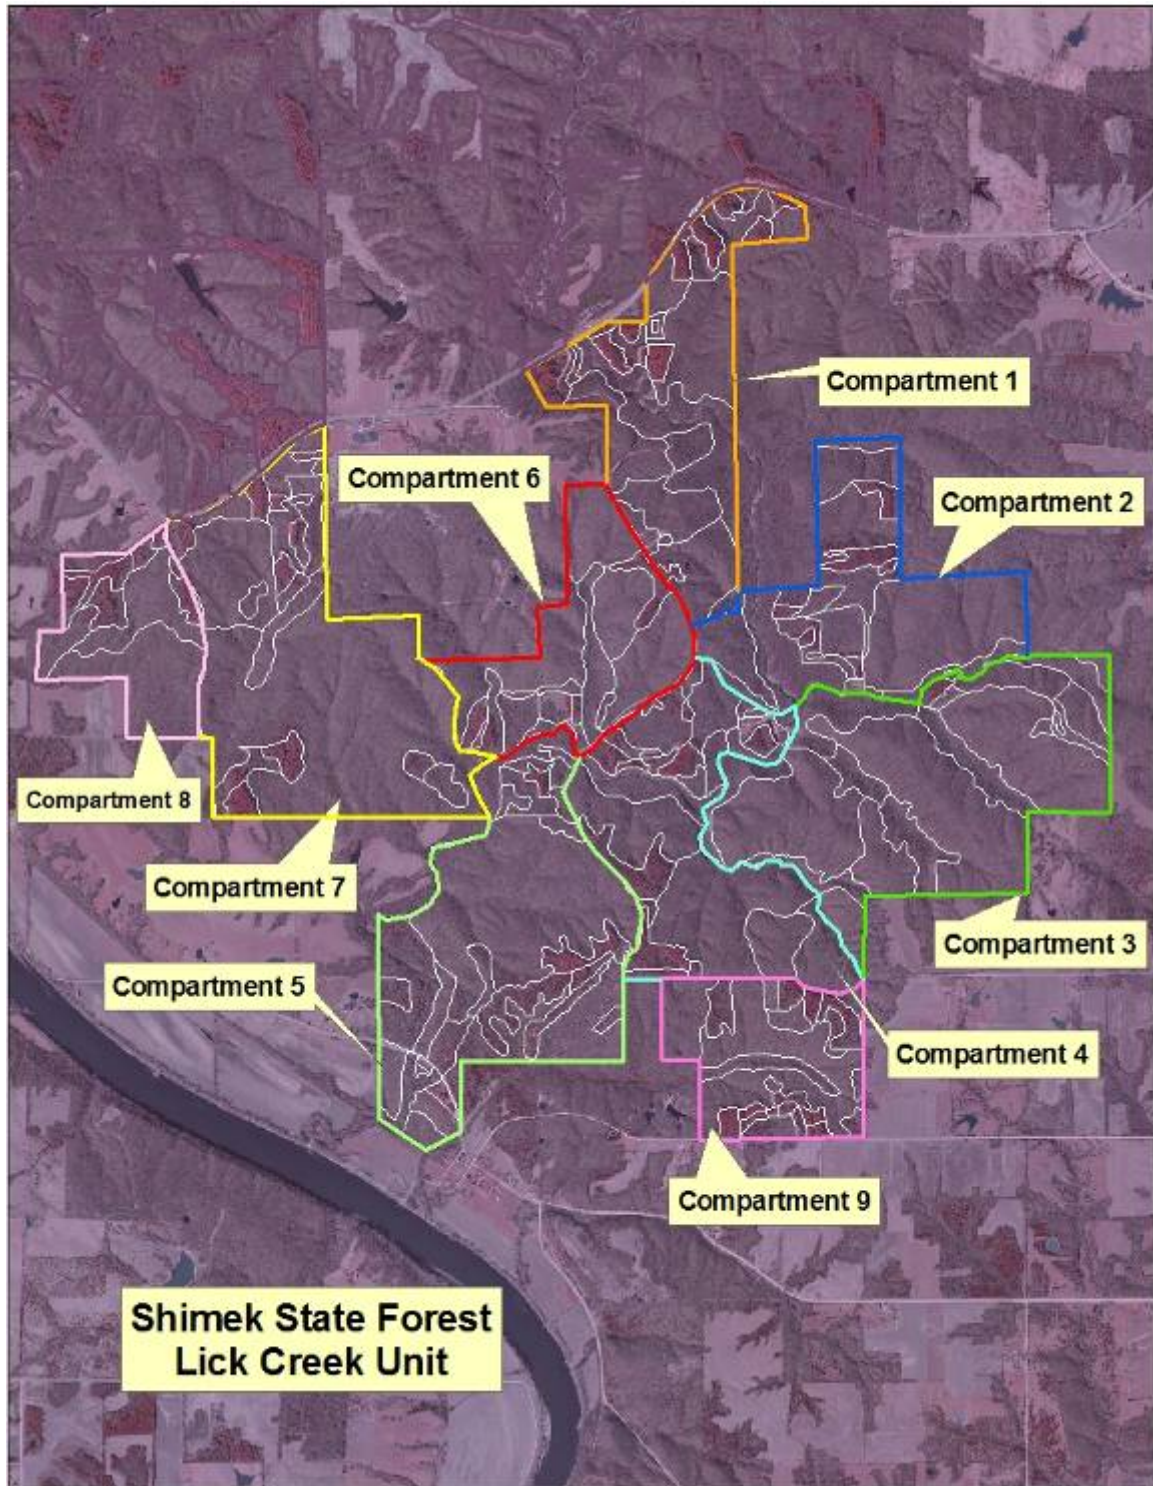 Compartment 1
Compartment 6
Compartment 2
Compartment 8
Compartment 7
Compartment 3
Compartment 5
Compartment 4
Compartment 9
Shimek State Forest
Lick Creek Unit